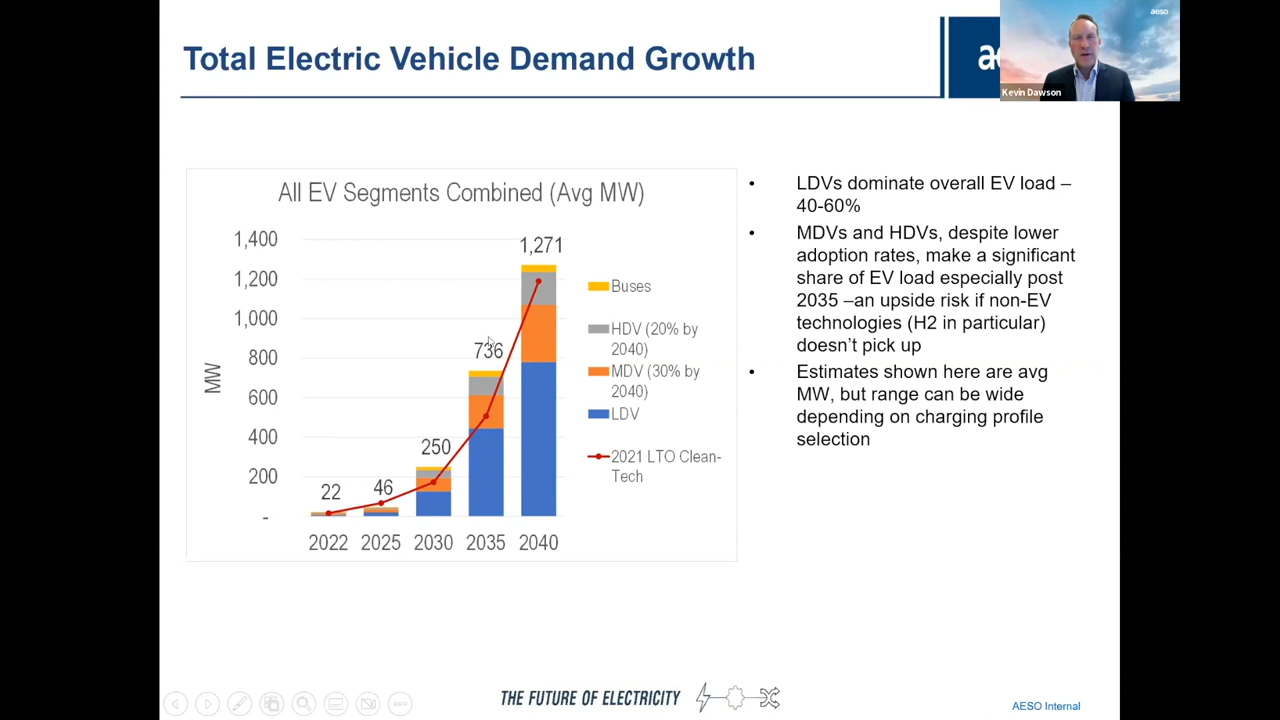 Total Electric Vehicle Demand Growth
aeso
Kevin Dawson
All EV Segments Combined (Avg MW)
1,400
1,200
1,000
800
600
400
200
-
MW
22
46
250
736
1,271
2022 2025 2030 2035 2040
Buses
HDV (20% by
2040)
MDV (30% by
2040)
LDV
2021 LTO Clean-
Tech
• LDVs dominate overall EV load –
40-60%
• MDVs and HDVs, despite lower
adoption rates, make a significant
share of EV load especially post
2035 –an upside risk if non-EV
technologies (H2 in particular)
doesn't pick up
• Estimates shown here are avg
MW, but range can be wide
depending on charging profile
selection
THE FUTURE OF ELECTRICITY
AESO Internal